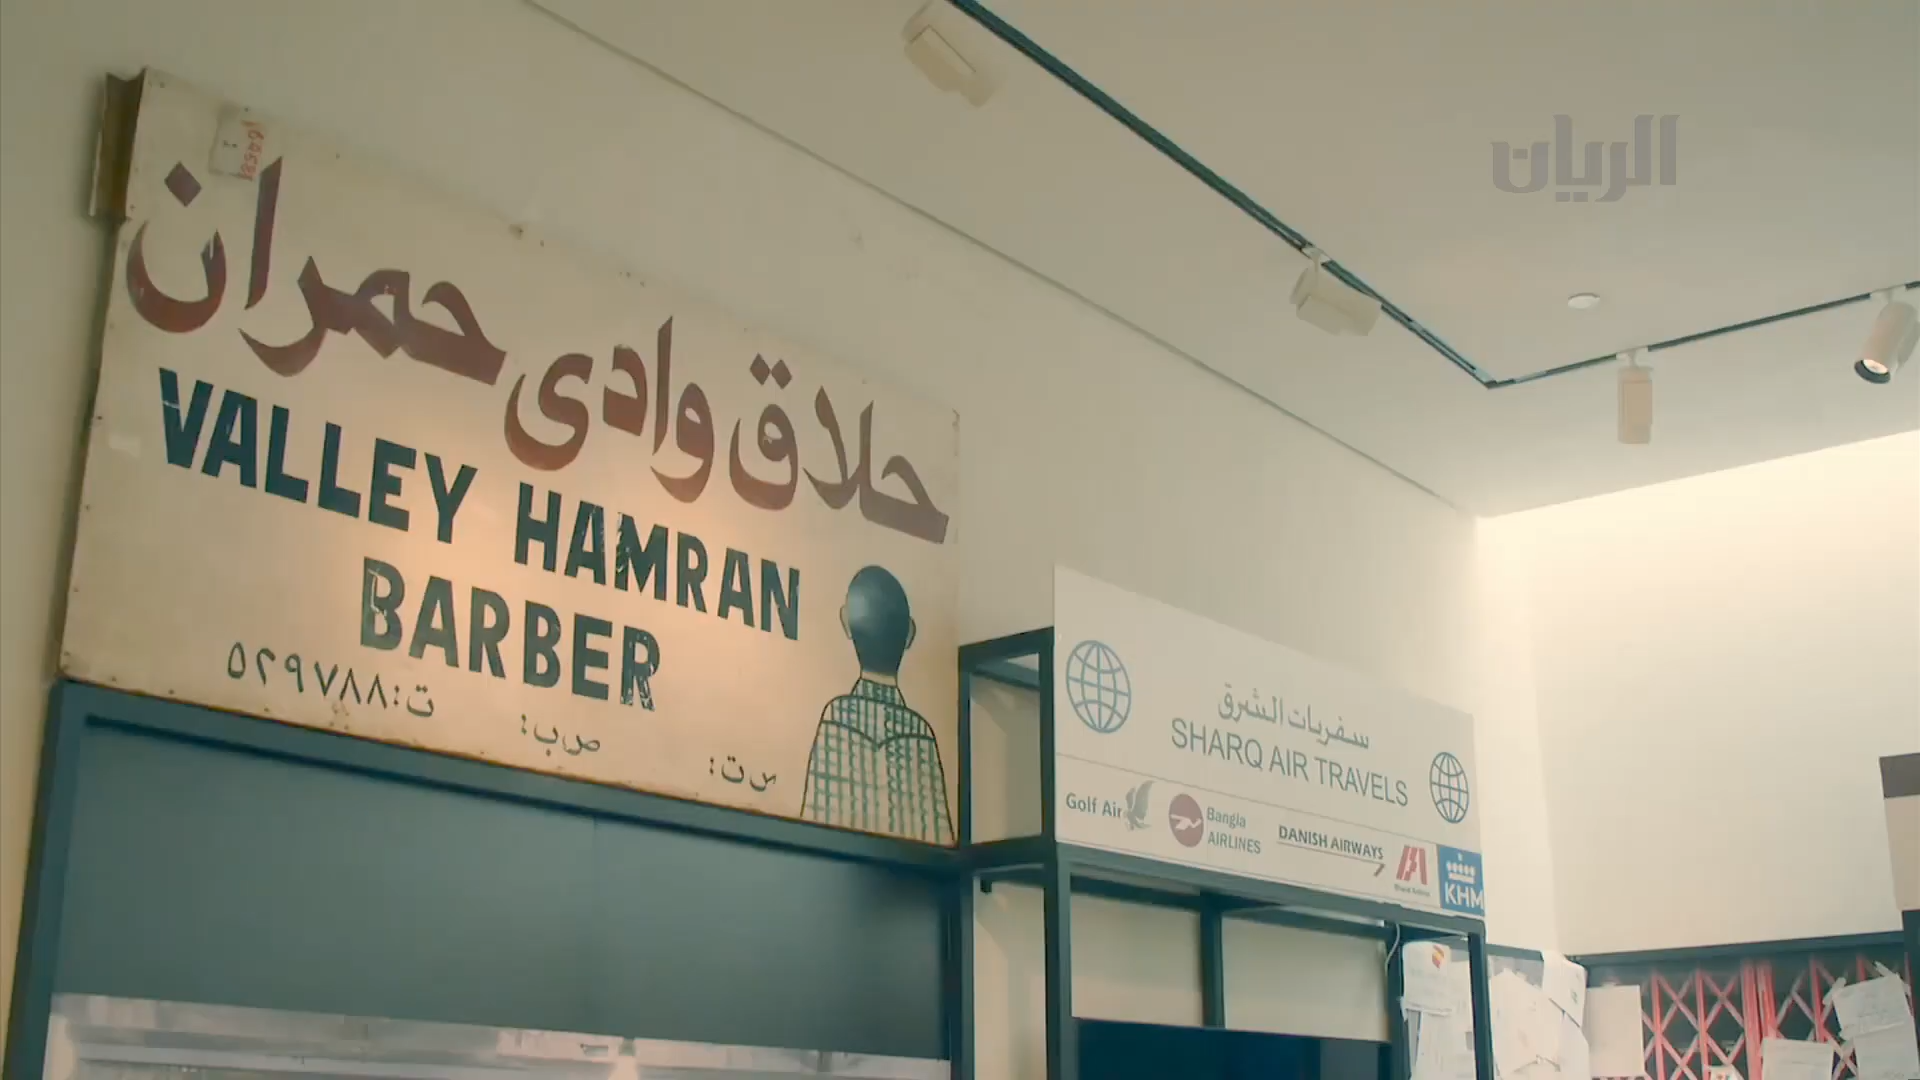 الريان
حلاق وادى حمران
VALLEY HAMRAN
BARBER
ت: ٥٢٩٧٨٨
ص ب:
س ت:
سفريات الشرق
SHARQ AIR TRAVELS
Golf Air
Bangla
AIRLINES
DANISH AIRWAYS
KHM